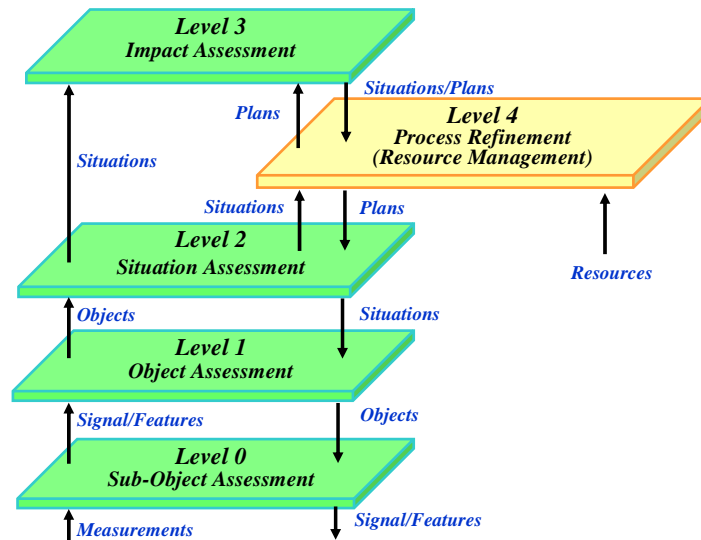 Level 3
Impact Assessment
Situations/Plans
Plans
Level 4
Process Refinement
(Resource Management)
Situations
Situations
Plans
Level 2
Situation Assessment
Resources
Objects
Situations
Level 1
Object Assessment
Signal/Features
Objects
Level 0
Sub-Object Assessment
Measurements
Signal/Features